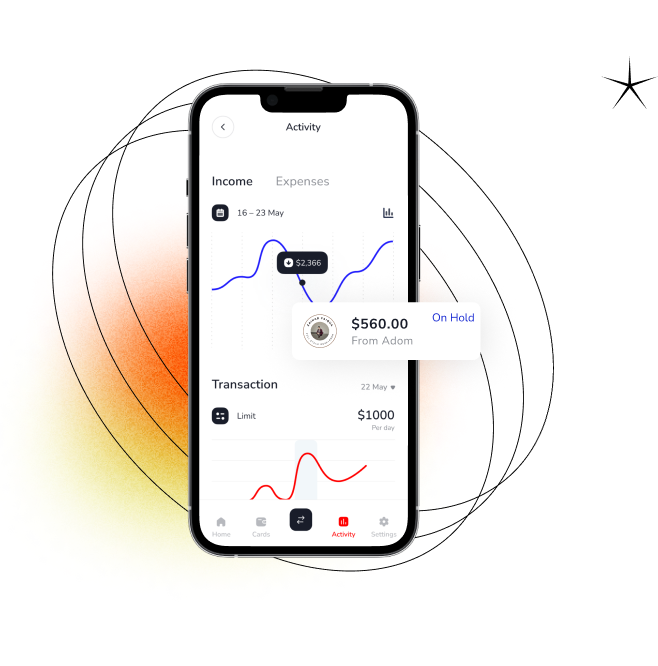 Activity
Income
Expenses
16 – 23 May
$2,366
$560.00
On Hold
From Adom
Transaction
22 May
Limit
$1000
Per day
Home
Cards
Activity
Settings